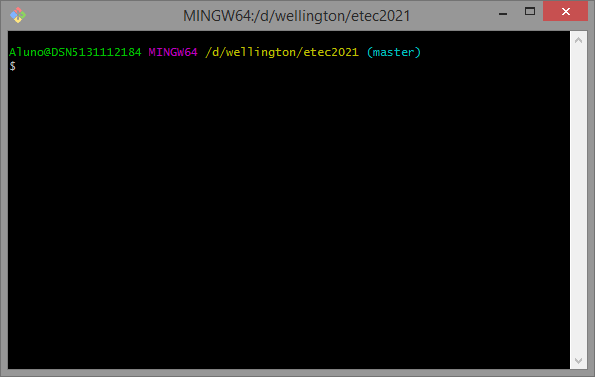 MINGW64:/d/wellington/etec2021
Aluno@DSN5131112184 MINGW64 /d/wellington/etec2021 (master)
$